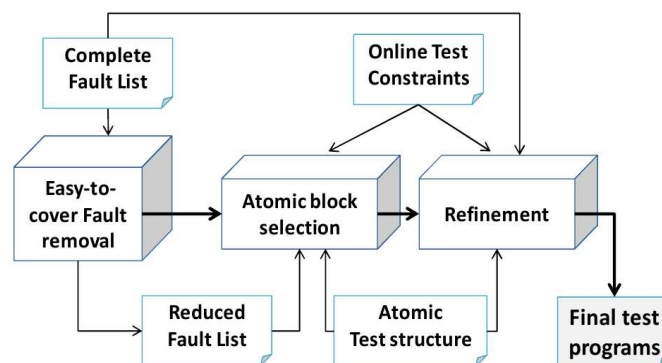 Complete
Fault List
Online Test
Constraints
Easy-to-
cover Fault
removal
Atomic block
selection
Refinement
Reduced
Fault List
Atomic
Test structure
Final test
programs